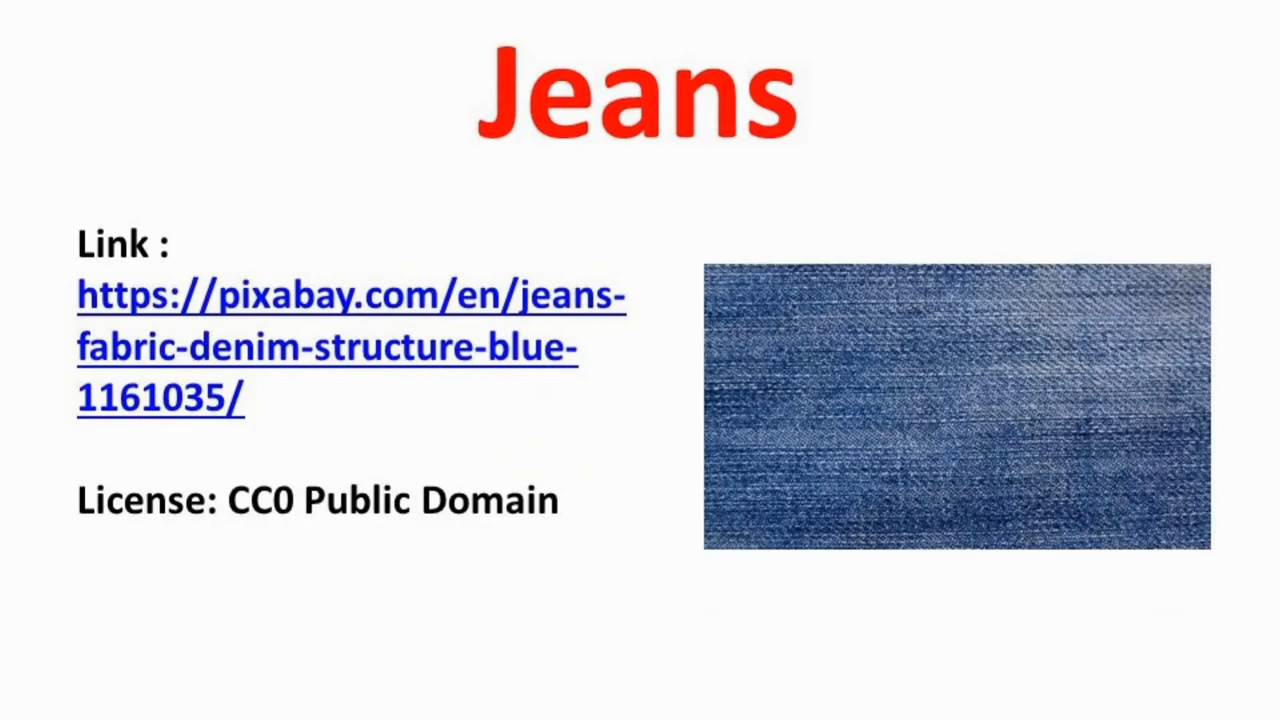 Jeans
Link :
https://pixabay.com/en/jeans-
fabric-denim-structure-blue-
1161035/
License: CC0 Public Domain